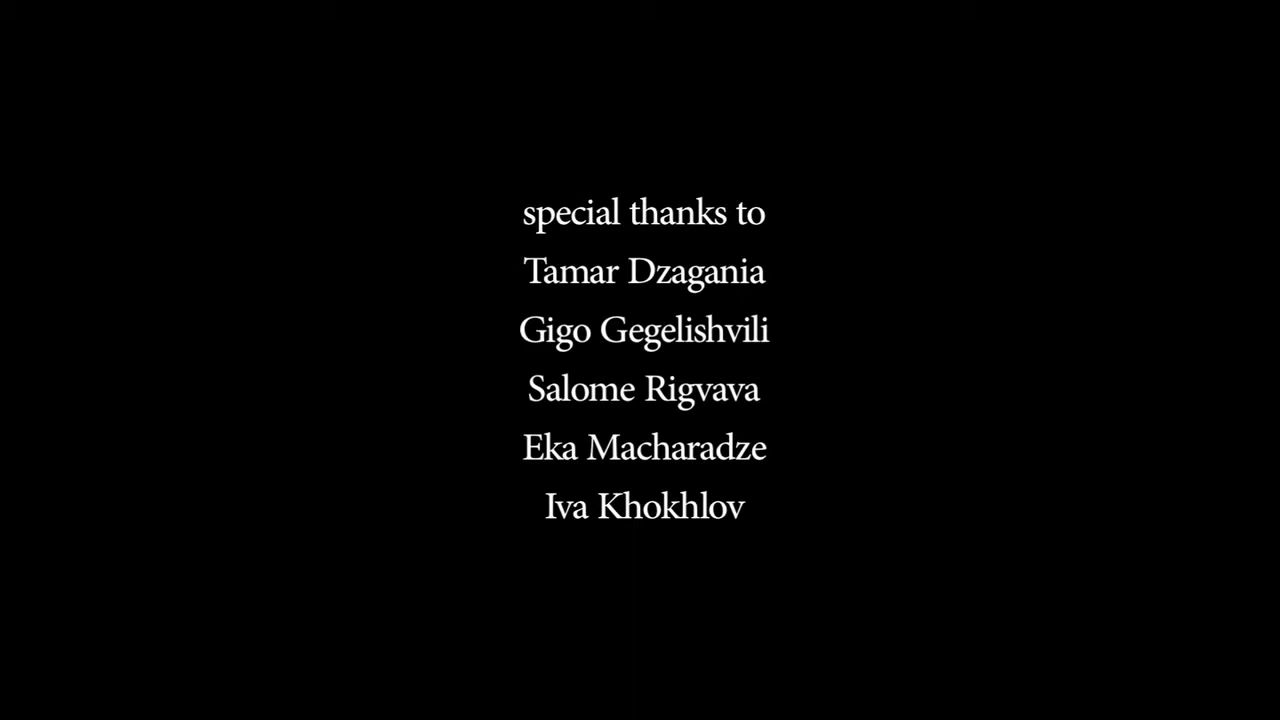 special thanks to
Tamar Dzagania
Gigo Gegelishvili
Salome Rigvava
Eka Macharadze
Iva Khokhlov